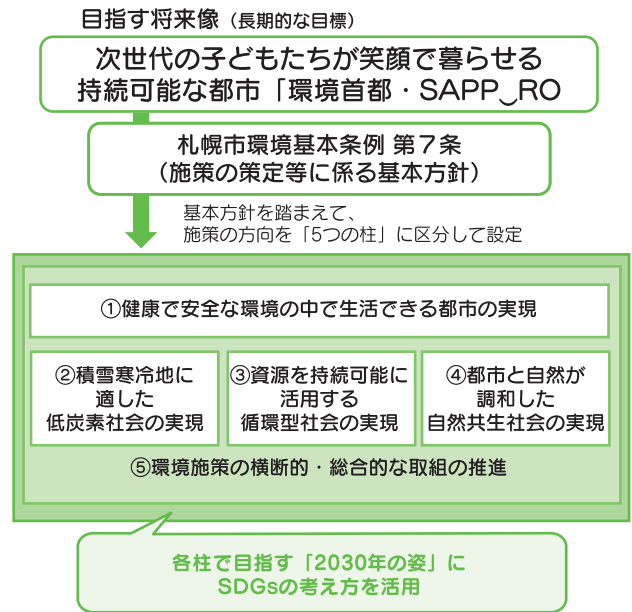 目指す将来像（長期的な目標）
次世代の子どもたちが笑顔で暮らせる
持続可能な都市「環境首都・SAPP‿RO
札幌市環境基本条例 第７条
（施策の策定等に係る基本方針）
基本方針を踏まえて、
施策の方向を「5つの柱」に区分して設定
①健康で安全な環境の中で生活できる都市の実現
②積雪寒冷地に
適した
低炭素社会の実現
③資源を持続可能に
活用する
循環型社会の実現
④都市と自然が
調和した
自然共生社会の実現
⑤環境施策の横断的・総合的な取組の推進
各柱で目指す「2030年の姿」に
SDGsの考え方を活用